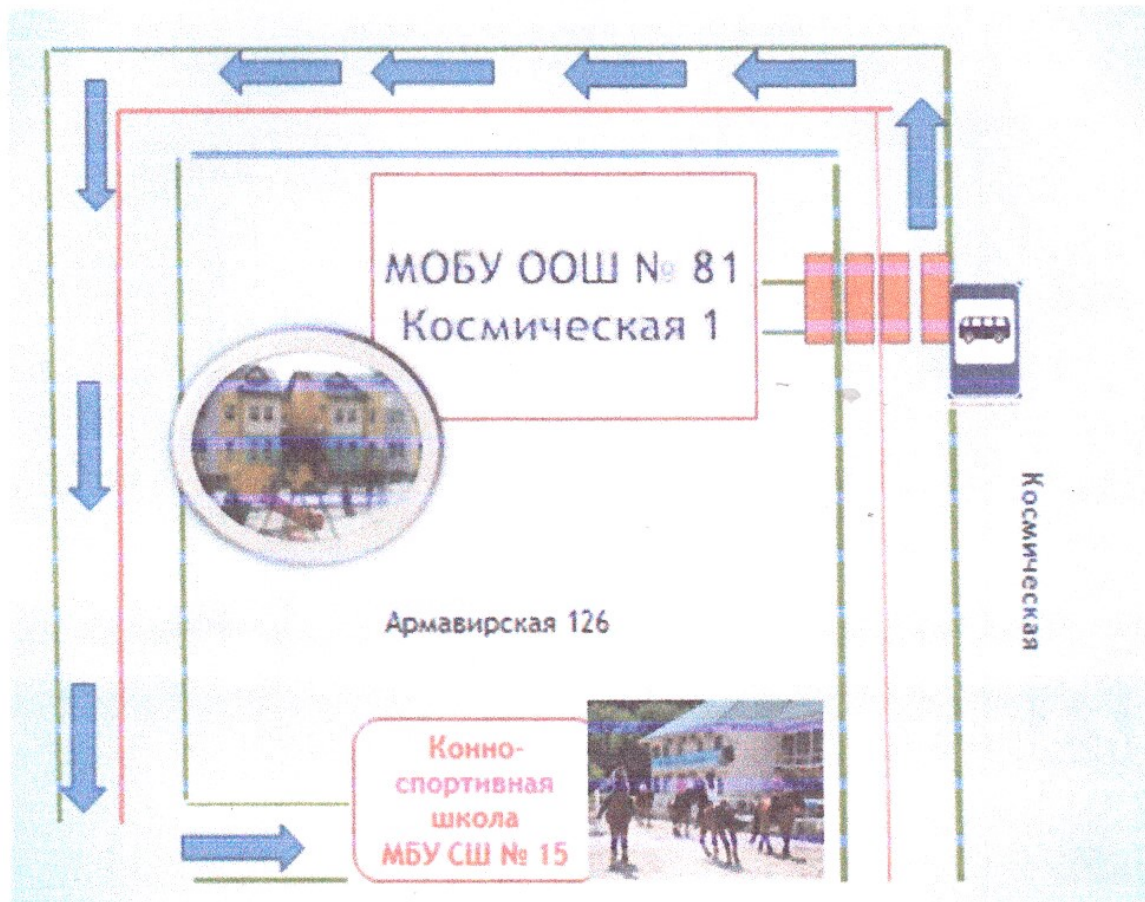 МОБУ ООШ № 81
Космическая 1
Космическая
Армавирская 126
Конно-
спортивная
школа
МБУ СШ № 15